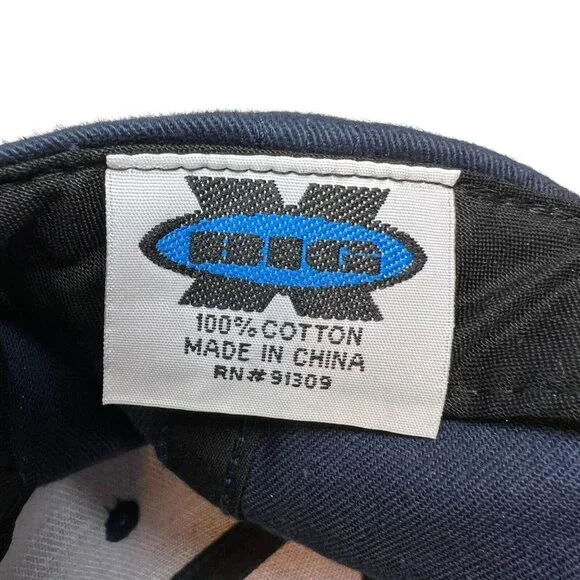 BIG
X
100% COTTON
MADE IN CHINA
RN# 91309